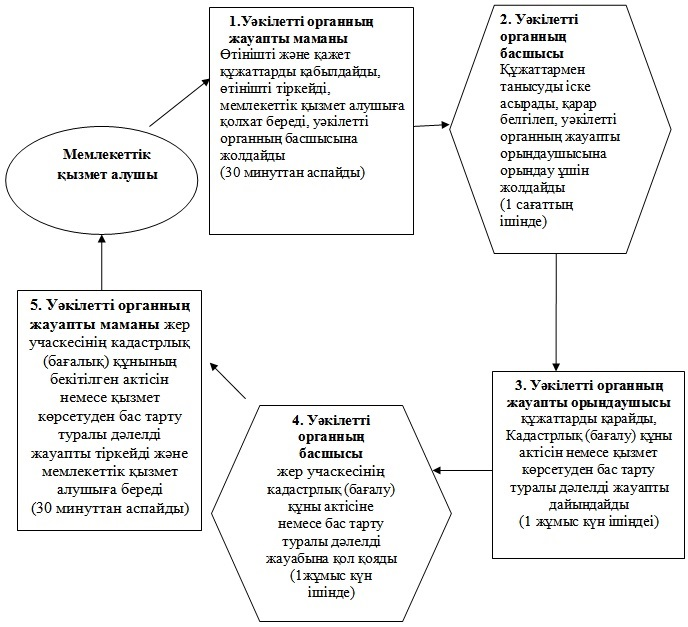 Мемлекеттік
қызмет алушы
1.Уәкілетті органның
жауапты маманы
Өтінішті және қажет
құжаттарды қабылдайды,
өтінішті тіркейді,
мемлекеттік қызмет алушыға
қолхат береді, уәкілетті
органның басшысына
жолдайды
(30 минуттан аспайды)
2. Уәкілетті
органның
басшысы
Құжаттармен
танысуды іске
асырады, қарар
белгілеп, уәкілетті
органның жауапты
орындаушысына
орындау үшін
жолдайды
(1 сағаттың
ішінде)
3. Уәкілетті органның
жауапты орындаушысы
құжаттарды қарайды,
Кадастрлық (бағалу) құны
актісін немесе қызмет
көрсетуден бас тарту
туралы дәлелді жауапты
дайындайды
(1 жұмыс күн ішіндеі)
4. Уәкілетті
органның
басшысы
жер учаскесінің
кадастрлық (бағалу)
құны актісіне
немесе бас тарту
туралы дәлелді
жауабына қол қояды
(1жұмыс күн
ішінде)
5. Уәкілетті органның
жауапты маманы жер
учаскесінің кадастрлық
(бағалық) құнының
бекітілген актісін
немесе қызмет
көрсетуден бас тарту
туралы дәлелді
жауапты тіркейді және
мемлекеттік қызмет
алушыға береді
(30 минуттан аспайды)